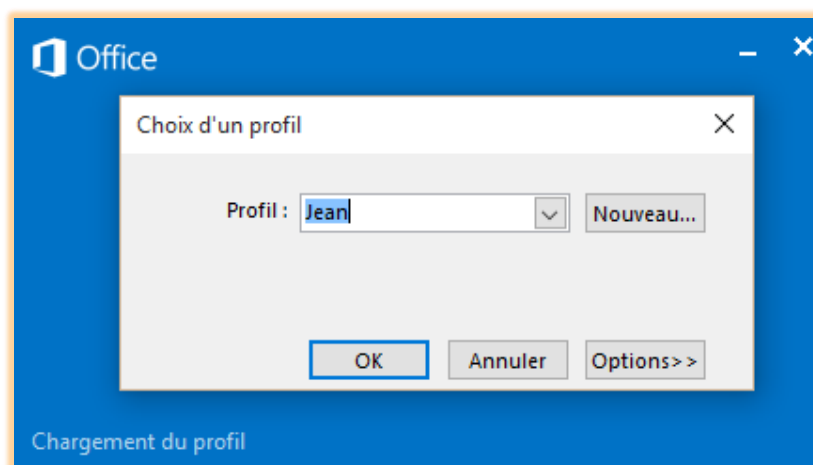 Office
Choix d'un profil
Profil : Jean Nouveau...
OK Annuler Options>>
Chargement du profil